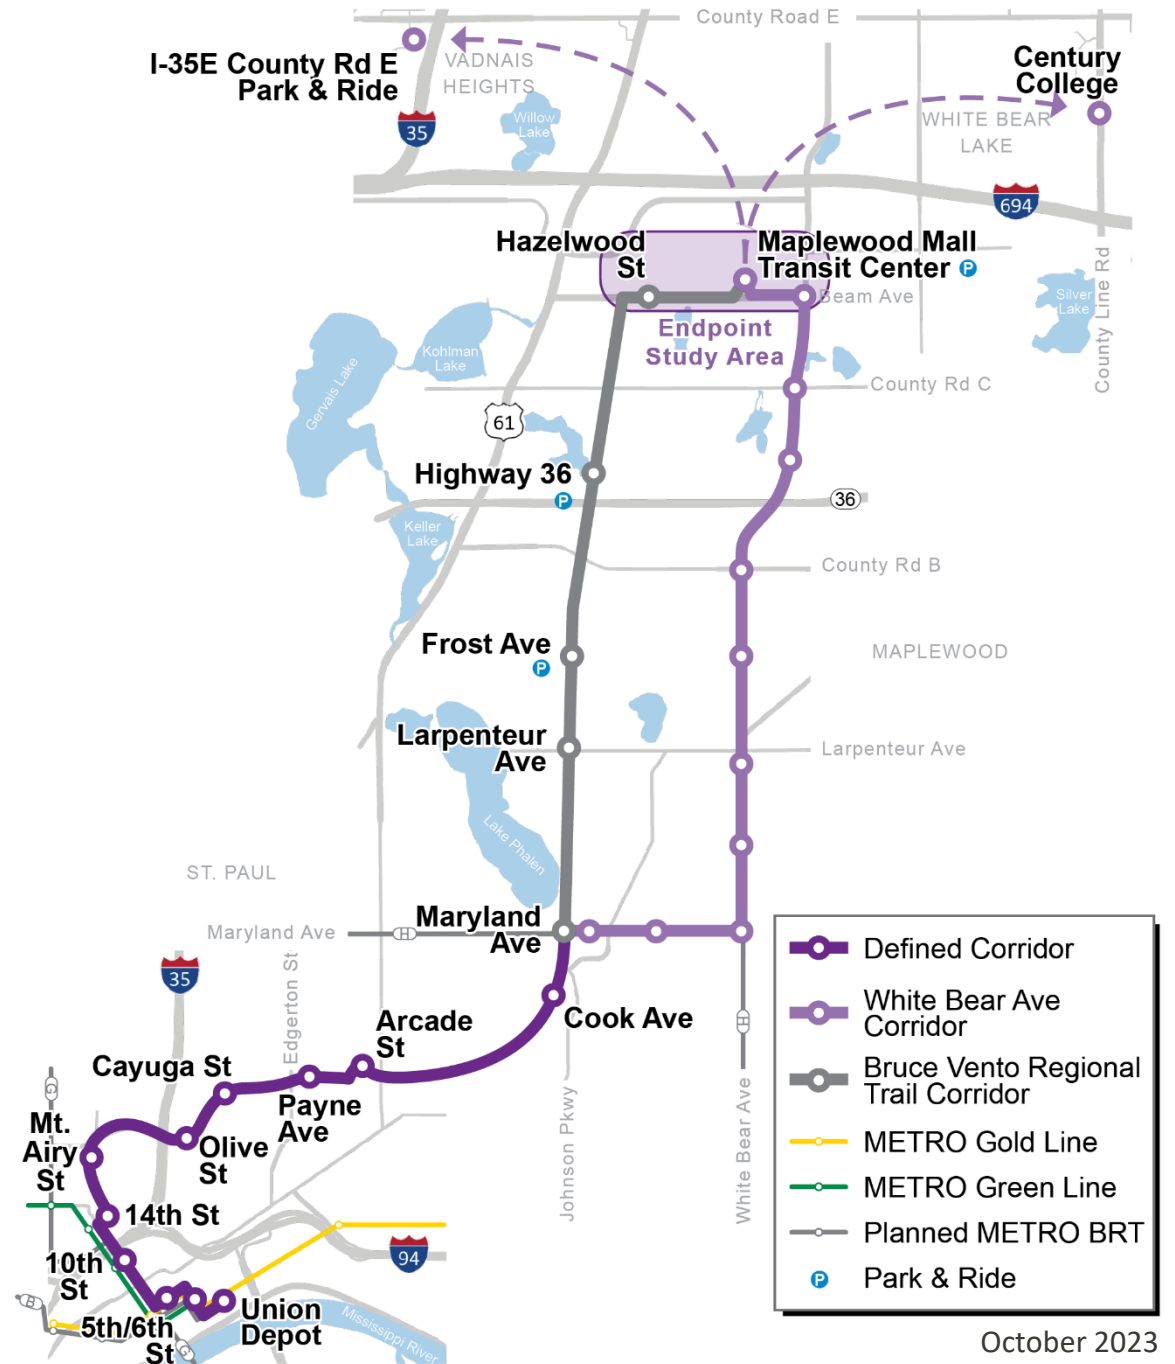 County Road E
I-35E County Rd E
Park & Ride
VADNAIS
HEIGHTS
Century
College
35
Willow
Lake
WHITE BEAR
LAKE
694
Hazelwood
St
Maplewood Mall
Transit Center P
Beam Ave
Silver
Lake
County Line Rd
Endpoint
Study Area
Kohlman
Lake
Gervais Lake
County Rd C
61
Highway 36
P
36
Keller
Lake
County Rd B
Frost Ave
P
MAPLEWOOD
Larpenteur
Ave
Larpenteur Ave
Lake Phalen
ST. PAUL
Maryland
Ave
Maryland Ave
H
35
Edgerton St
Cook Ave
H
Arcade
St
Cayuga St
Payne
Ave
G
Mt.
Airy
St
Olive
St
Johnson Pkwy
White Bear Ave
14th St
94
10th
St
B
5th/6th
St
G
Union
Depot
Mississippi River
Defined Corridor
White Bear Ave
Corridor
Bruce Vento Regional
Trail Corridor
METRO Gold Line
METRO Green Line
Planned METRO BRT
P Park & Ride
October 2023